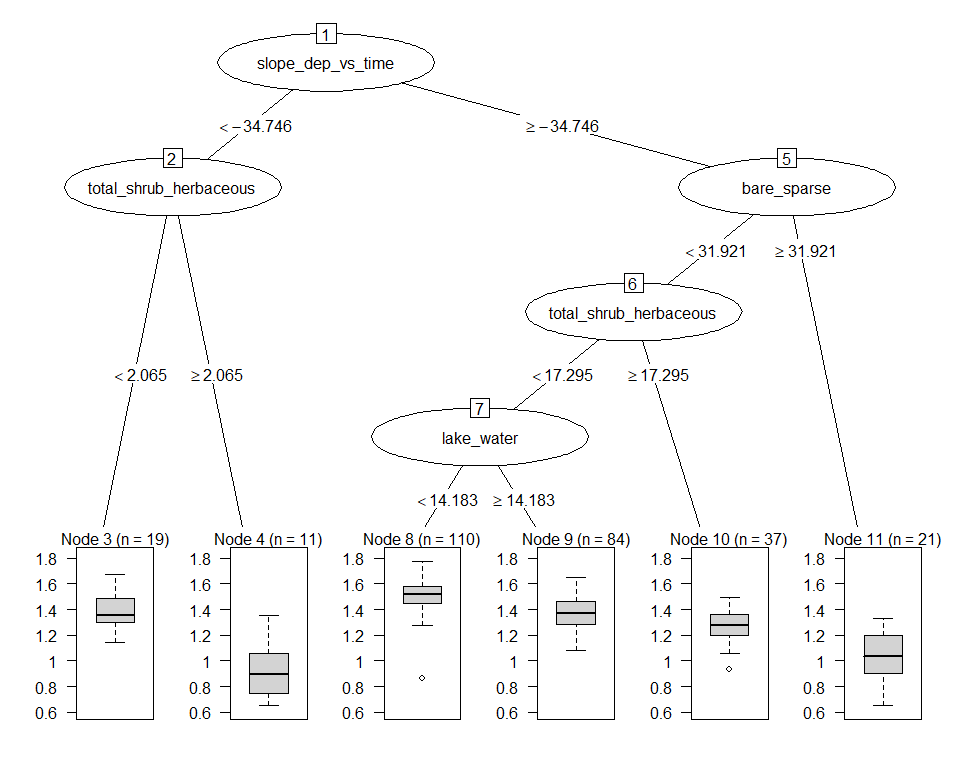 1
slope_dep_vs_time
< −34.746
≥ −34.746
2
total_shrub_herbaceous
5
bare_sparse
< 31.921
≥ 31.921
6
total_shrub_herbaceous
< 2.065
≥ 2.065
< 17.295
≥ 17.295
7
lake_water
< 14.183
≥ 14.183
Node 3 (n = 19)
Node 4 (n = 11)
Node 8 (n = 110)
Node 9 (n = 84)
Node 10 (n = 37)
Node 11 (n = 21)
1.8 1.8 1.8 1.8 1.8 1.8
1.6 1.6 1.6 1.6 1.6 1.6
1.4 1.4 1.4 1.4 1.4 1.4
1.2 1.2 1.2 1.2 1.2 1.2
1 1 1 1 1 1
0.8 0.8 0.8 0.8 0.8 0.8
0.6 0.6 0.6 0.6 0.6 0.6